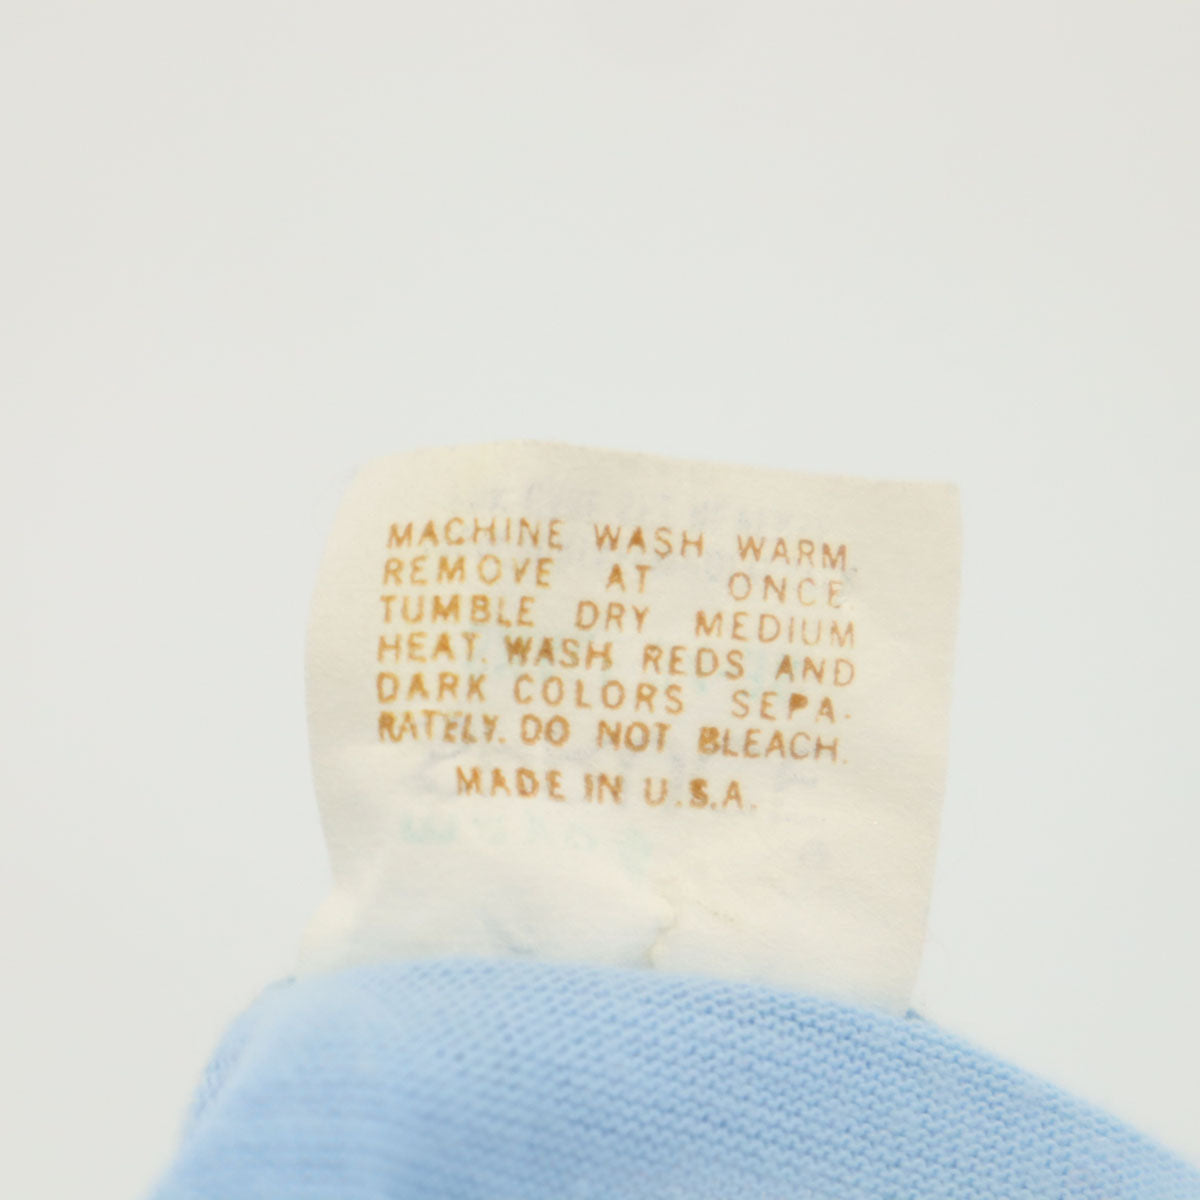 MACHINE WASH WARM.
REMOVE AT ONCE
TUMBLE DRY MEDIUM
HEAT. WASH REDS AND
DARK COLORS SEPA-
RATELY. DO NOT BLEACH.
MADE IN U.S.A.